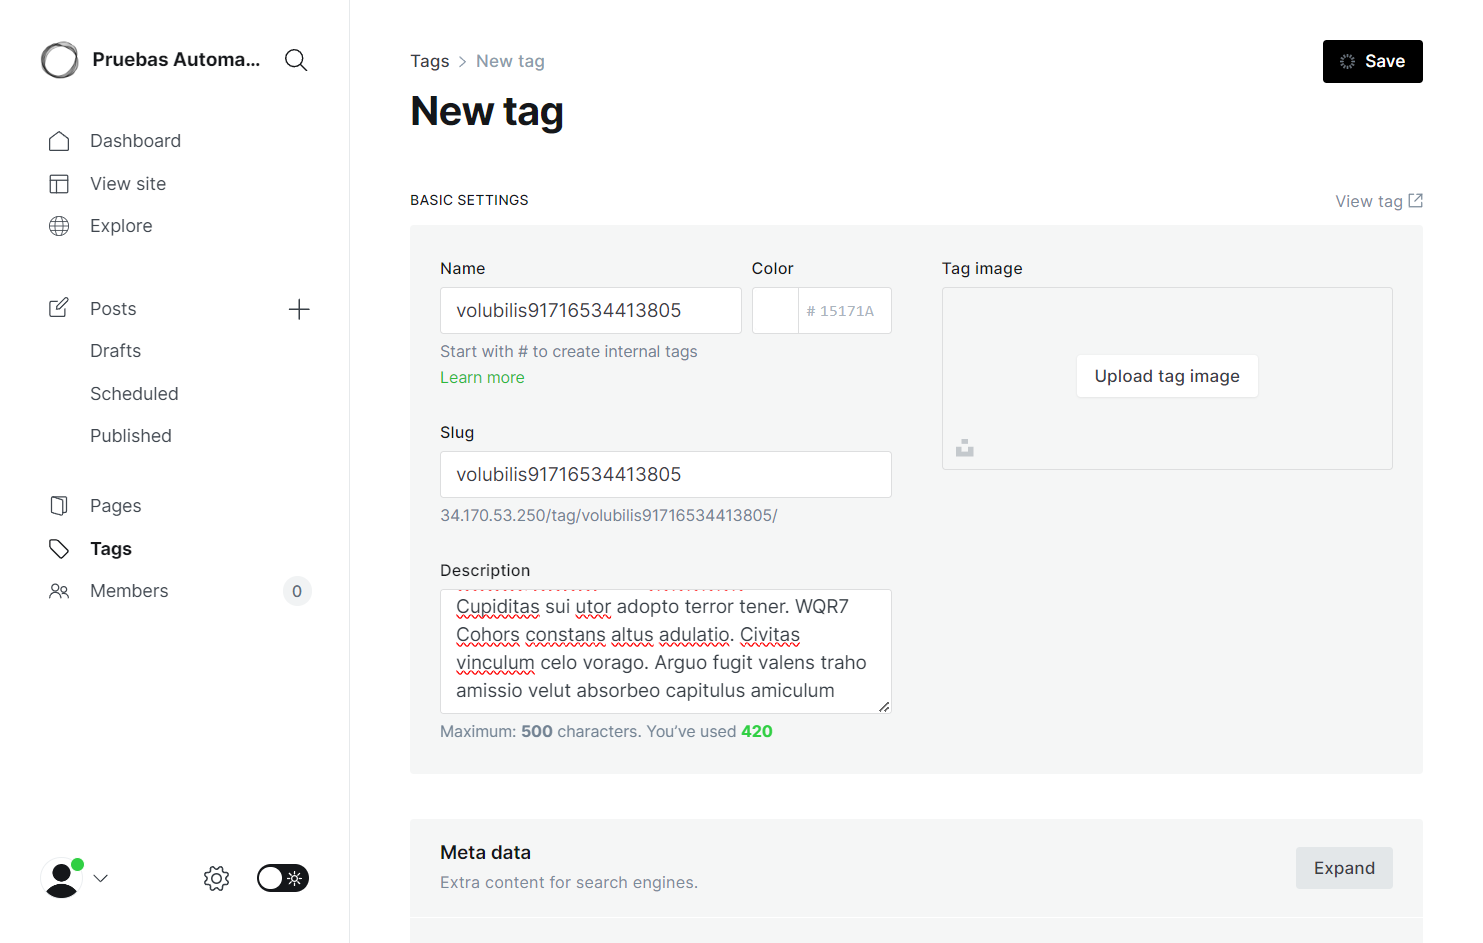 Pruebas Automa...
Dashboard
View site
Explore
Posts
Drafts
Scheduled
Published
Pages
Tags
Members
0
Tags > New tag
Save
New tag
BASIC SETTINGS
View tag
Name
volubilis91716534413805
Start with # to create internal tags
Learn more
Color
# 15171A
Slug
volubilis91716534413805
34.170.53.250/tag/volubilis91716534413805/
Description
Cupiditas sui utor adopto terror tener. WQR7
Cohors constans altus adulatio. Civitas
vinculum celo vorago. Arguo fugit valens traho
amissio velut absorbeo capitulus amiculum
Maximum: 500 characters. You’ve used 420
Tag image
Upload tag image
Meta data
Extra content for search engines.
Expand